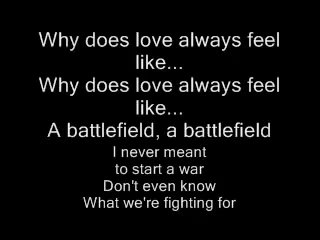 Why does love always feel
like...
Why does love always feel
like...
A battlefield, a battlefield
I never meant
to start a war
Don't even know
What we're fighting for